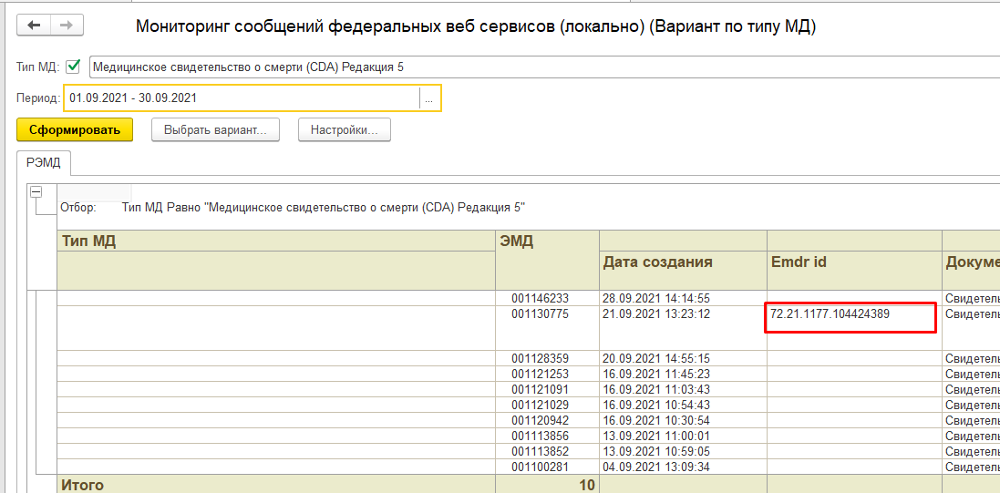 Мониторинг сообщений федеральных веб сервисов (локально) (Вариант по типу МД)
Тип МД: Медицинское свидетельство о смерти (CDA) Редакция 5
Период: 01.09.2021 - 30.09.2021 ...
Сформировать Выбрать вариант... Настройки...
РЭМД
Отбор: Тип МД Равно "Медицинское свидетельство о смерти (CDA) Редакция 5"
Тип МД ЭМД
Дата создания Emdr id Докуме
001146233 28.09.2021 14:14:55 Свидетель
001130775 21.09.2021 13:23:12 72.21.1177.104424389 Свидетель
001128359 20.09.2021 14:55:15 Свидетель
001121253 16.09.2021 11:45:23 Свидетель
001121091 16.09.2021 11:03:43 Свидетель
001121029 16.09.2021 10:54:43 Свидетель
001120942 16.09.2021 10:30:54 Свидетель
001113856 13.09.2021 11:00:01 Свидетель
001113852 13.09.2021 10:59:05 Свидетель
001100281 04.09.2021 13:09:34 Свидетель
Итого 10